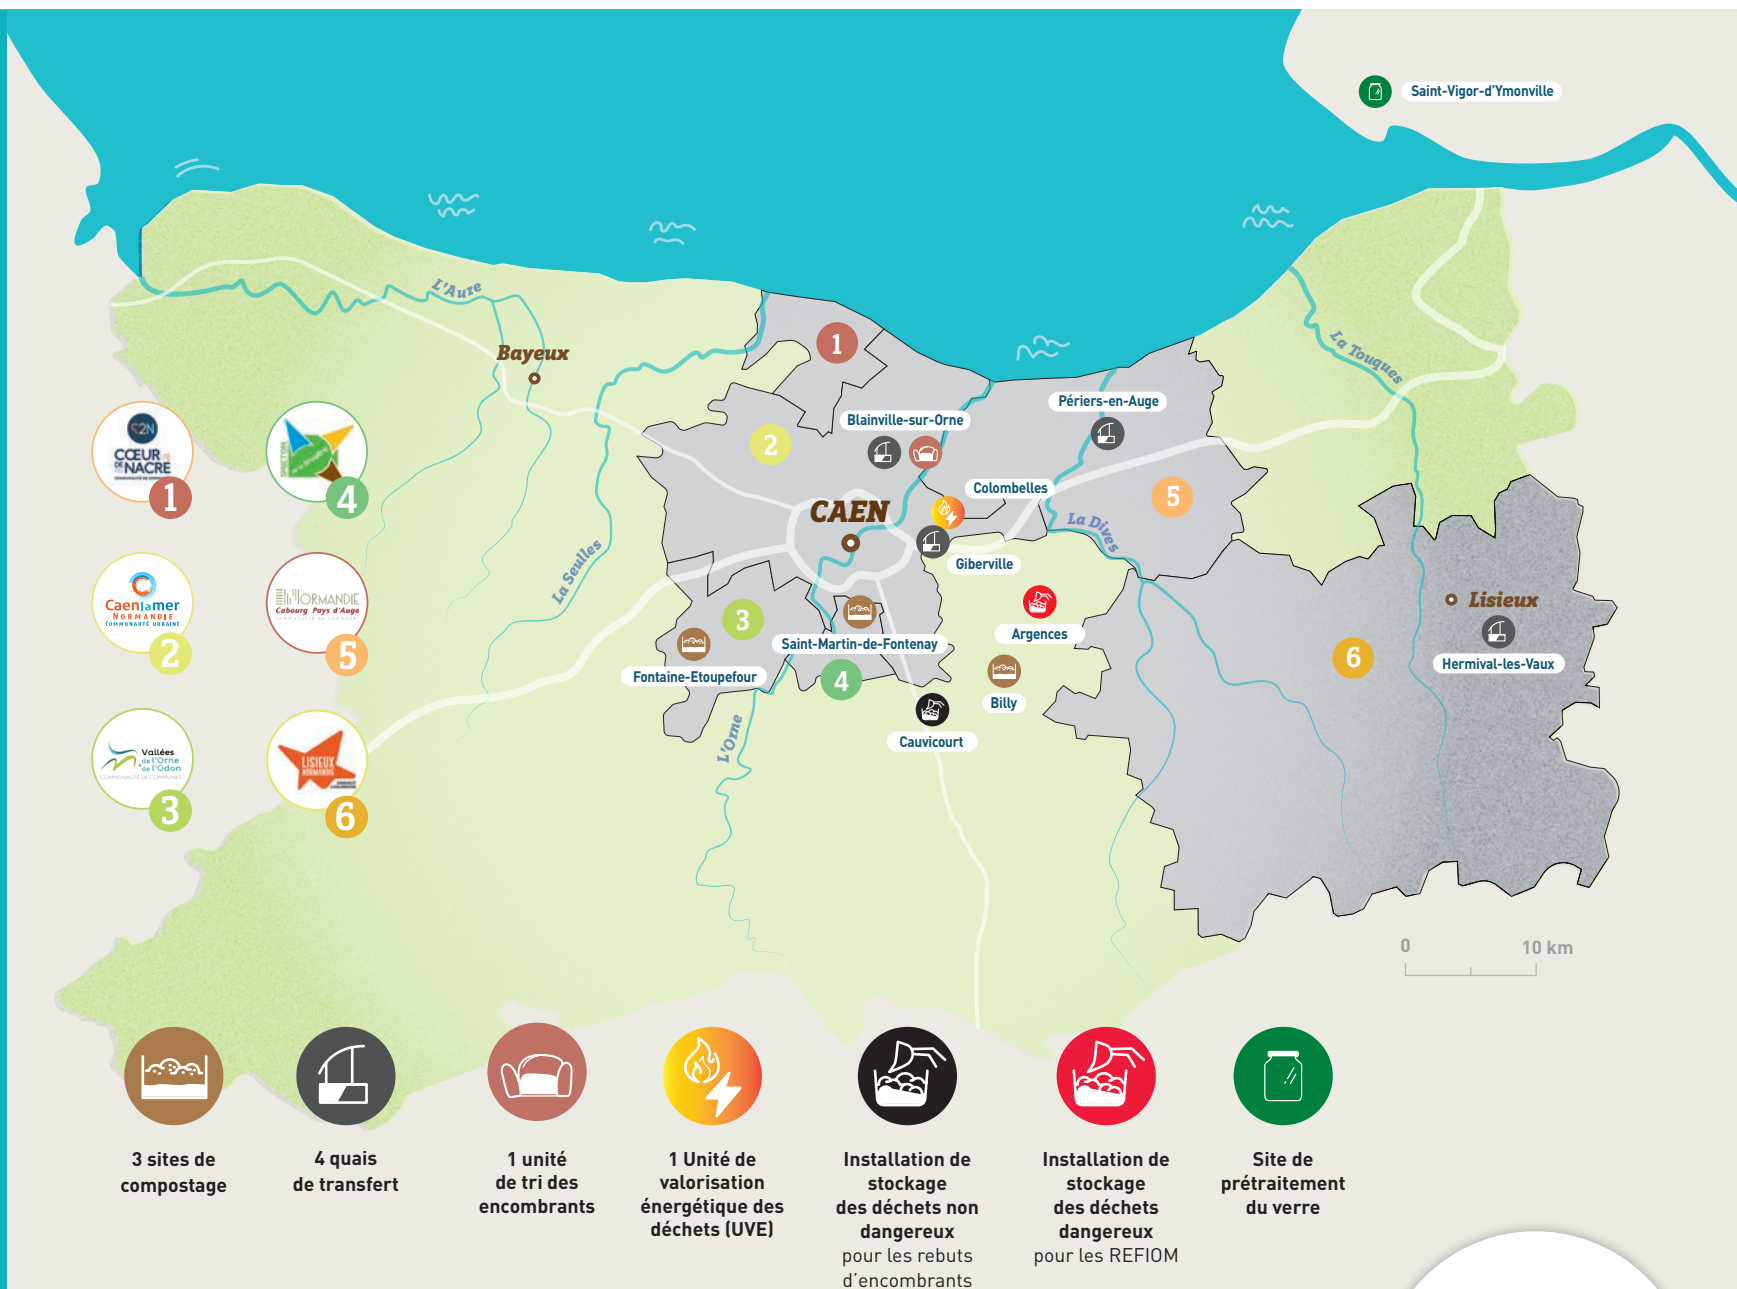 Saint-Vigor-d'Ymonville
L'Aure
Bayeux
La Touques
1
Périers-en-Auge
Blainville-sur-Orne
2
Colombelles
5
CAEN
La Dives
Giberville
La Seulles
3
Argences
Lisieux
Saint-Martin-de-Fontenay
6
Hermival-les-Vaux
Fontaine-Etoupefour
4
Billy
L'Orne
Cauvicourt
C2N
CŒUR
DE
NACRE
1
4
Caenlamer
NORMANDIE
COMMUNAUTÉ URBAINE
2
NORMANDIE
Cabourg Pays d'Auge
5
Vallées
de l'Orne
de l'Odon
COMMUNAUTÉ DE COMMUNES
3
LISIEUX
NORMANDIE
6
0 10 km
3 sites de
compostage
4 quais
de transfert
1 unité
de tri des
encombrants
1 Unité de
valorisation
énergétique des
déchets (UVE)
Installation de
stockage
des déchets non
dangereux
pour les rebuts
d'encombrants
Installation de
stockage
des déchets
dangereux
pour les REFIOM
Site de
prétraitement
du verre